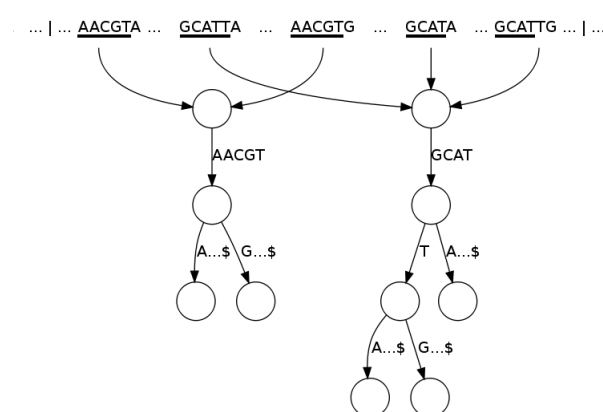 ... | ... AACGTA ... GCATTA ... AACGTG ... GCATA ... GCATTG ... | ...
AACGT GCAT
A...$ G...$ T A...$
A...$ G...$